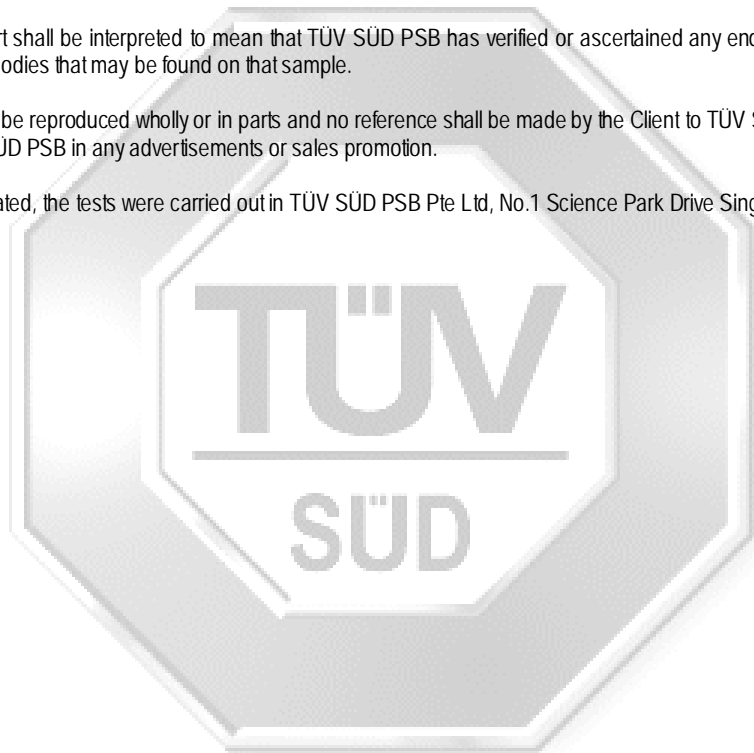 rt shall be interpreted to mean that TÜV SÜD PSB has verified or ascertained any end
odies that may be found on that sample.
be reproduced wholly or in parts and no reference shall be made by the Client to TÜV S
ÜD PSB in any advertisements or sales promotion.
ated, the tests were carried out in TÜV SÜD PSB Pte Ltd, No.1 Science Park Drive Sing
TÜV
SÜD